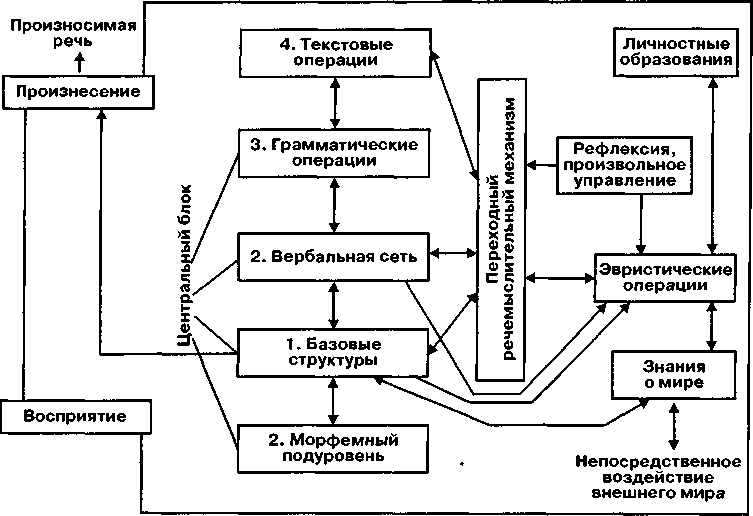 Произносимая
речь
Произнесение
Восприятие
Центральный блок
4. Текстовые
операции
3. Грамматические
операции
2. Вербальная сеть
1. Базовые
структуры
2. Морфемный
подуровень
Переходный
речемыслительный механизм
Личностные
образования
Рефлексия,
произвольное
управление
Эвристические
операции
Знания
о мире
Непосредственное
воздействие
внешнего мира